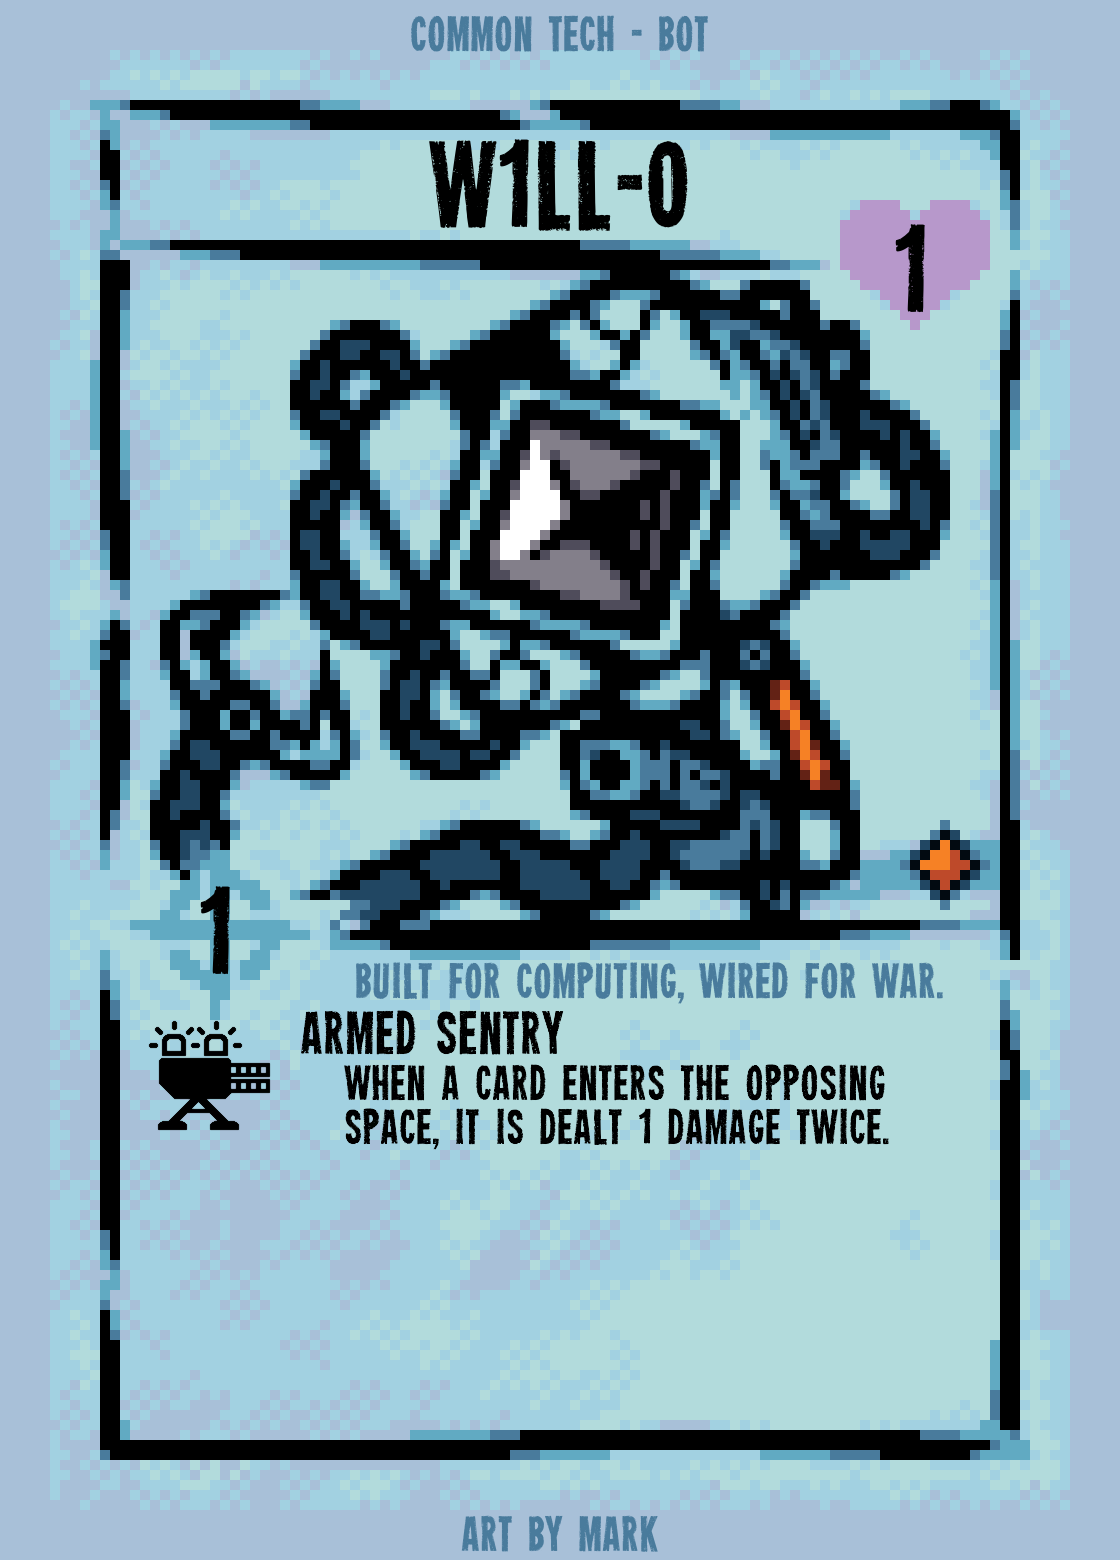 COMMON TECH - BOT
W1LL-0
1
1
BUILT FOR COMPUTING, WIRED FOR WAR.
ARMED SENTRY
WHEN A CARD ENTERS THE OPPOSING
SPACE, IT IS DEALT 1 DAMAGE TWICE.
ART BY MARK